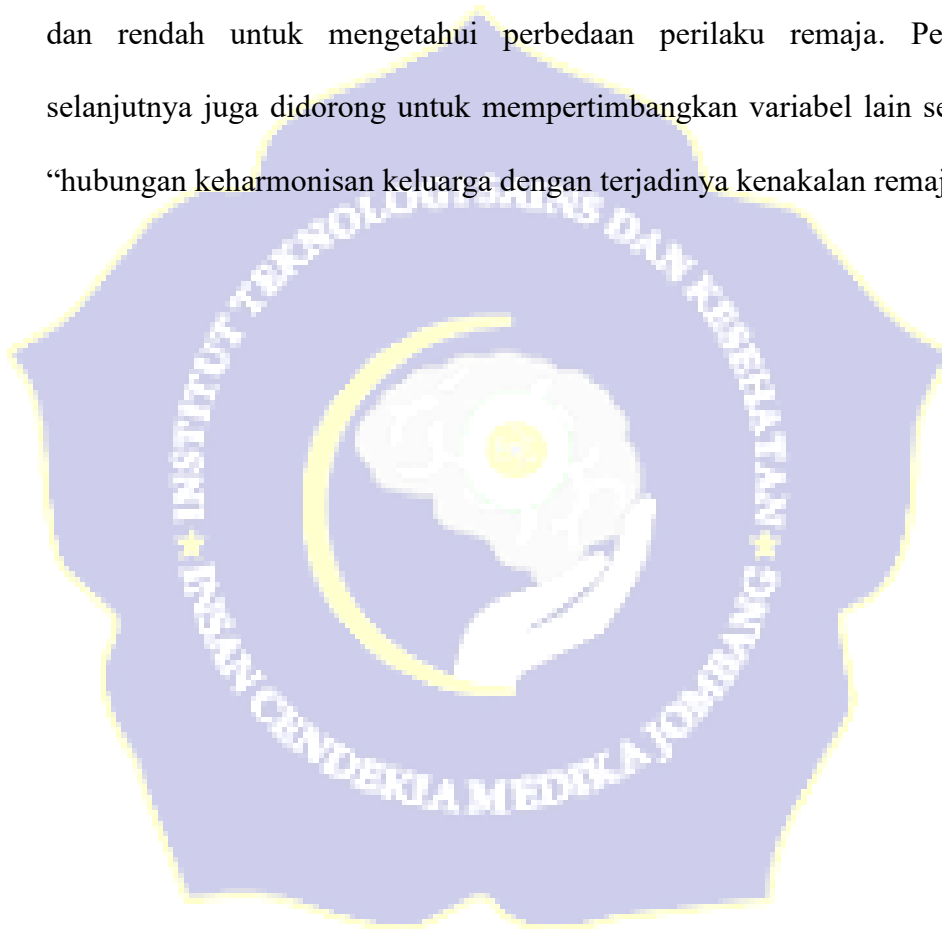 dan rendah untuk mengetahui perbedaan perilaku remaja. Pe
selanjutnya juga didorong untuk mempertimbangkan variabel lain se
“hubungan keharmonisan keluarga dengan terjadinya kenakalan remaj
INSTITUT TEKNOLOGI SAINS DAN KESEHATAN
INSAN CENDEKIA MEDIKA JOMBANG